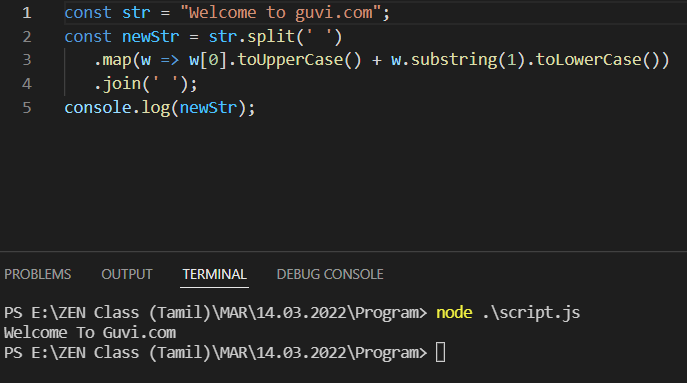 1 const str = "Welcome to guvi.com";
2 const newStr = str.split(' ')
3 .map(w => w[0].toUpperCase() + w.substring(1).toLowerCase())
4 .join(' ');
5 console.log(newStr);
PROBLEMS OUTPUT TERMINAL DEBUG CONSOLE
PS E:\ZEN Class (Tamil)\MAR\14.03.2022\Program> node .\script.js
Welcome To Guvi.com
PS E:\ZEN Class (Tamil)\MAR\14.03.2022\Program>